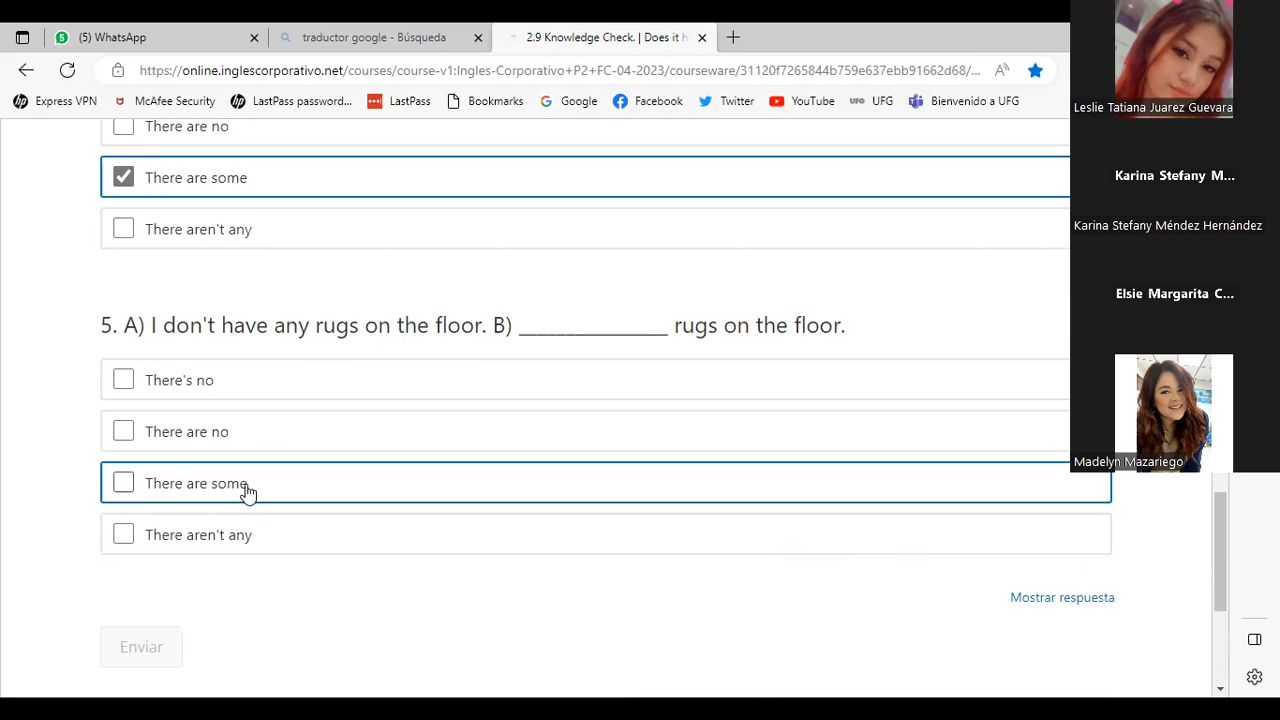 (5) WhatsApp
traductor google - Búsqueda
2.9 Knowledge Check. | Does it h
https://online.inglescorporativo.net/courses/course-v1:Ingles-Corporativo+P2+FC-04-2023/courseware/31120f7265844b759e637ebb91662d68/...
Express VPN
McAfee Security
LastPass password...
LastPass
Bookmarks
Google
Facebook
Twitter
YouTube
UFG
Bienvenido a UFG
There are no
There are some
There aren't any
5. A) I don't have any rugs on the floor. B) ______________ rugs on the floor.
There's no
There are no
There are some
There aren't any
Mostrar respuesta
Enviar
Leslie Tatiana Juarez Guevara
Karina Stefany M...
Karina Stefany Méndez Hernández
Elsie Margarita C...
Madelyn Mazariego